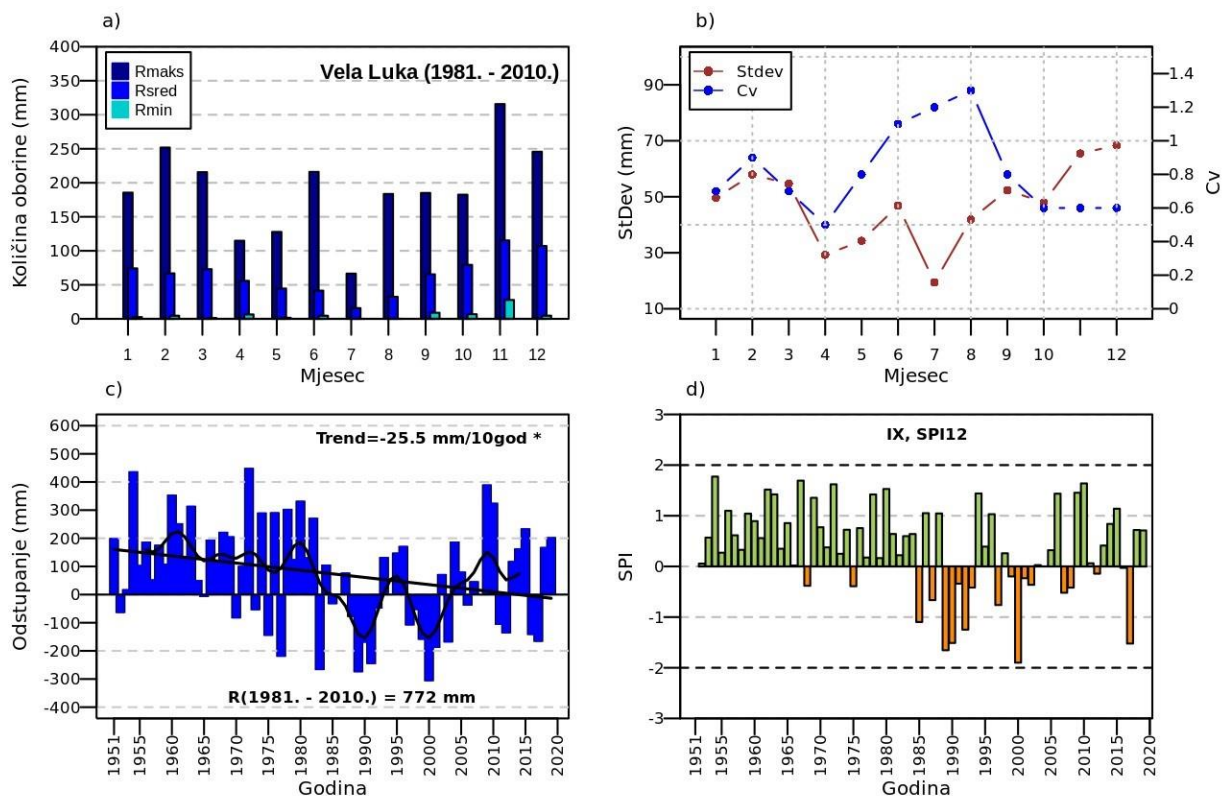 a)
Količina oborine (mm)
400
350
300
250
200
150
100
50
0
Rmaks
Rsred
Rmin
Vela Luka (1981. - 2010.)
1 2 3 4 5 6 7 8 9 10 11 12
Mjesec
b)
StDev (mm)
90
70
50
30
10
Stdev
Cv
1.4
1.2
1
0.8
0.6
0.4
0.2
0
Cv
1 2 3 4 5 6 7 8 9 10 12
Mjesec
c)
Odstupanje (mm)
600
500
400
300
200
100
0
-100
-200
-300
-400
Trend=-25.5 mm/10god *
R(1981. - 2010.) = 772 mm
1951 1955 1960 1965 1970 1975 1980 1985 1990 1995 2000 2005 2010 2015 2020
Godina
d)
SPI
3
2
1
0
-1
-2
-3
IX, SPI12
1951 1955 1960 1965 1970 1975 1980 1985 1990 1995 2000 2005 2010 2015 2020
Godina